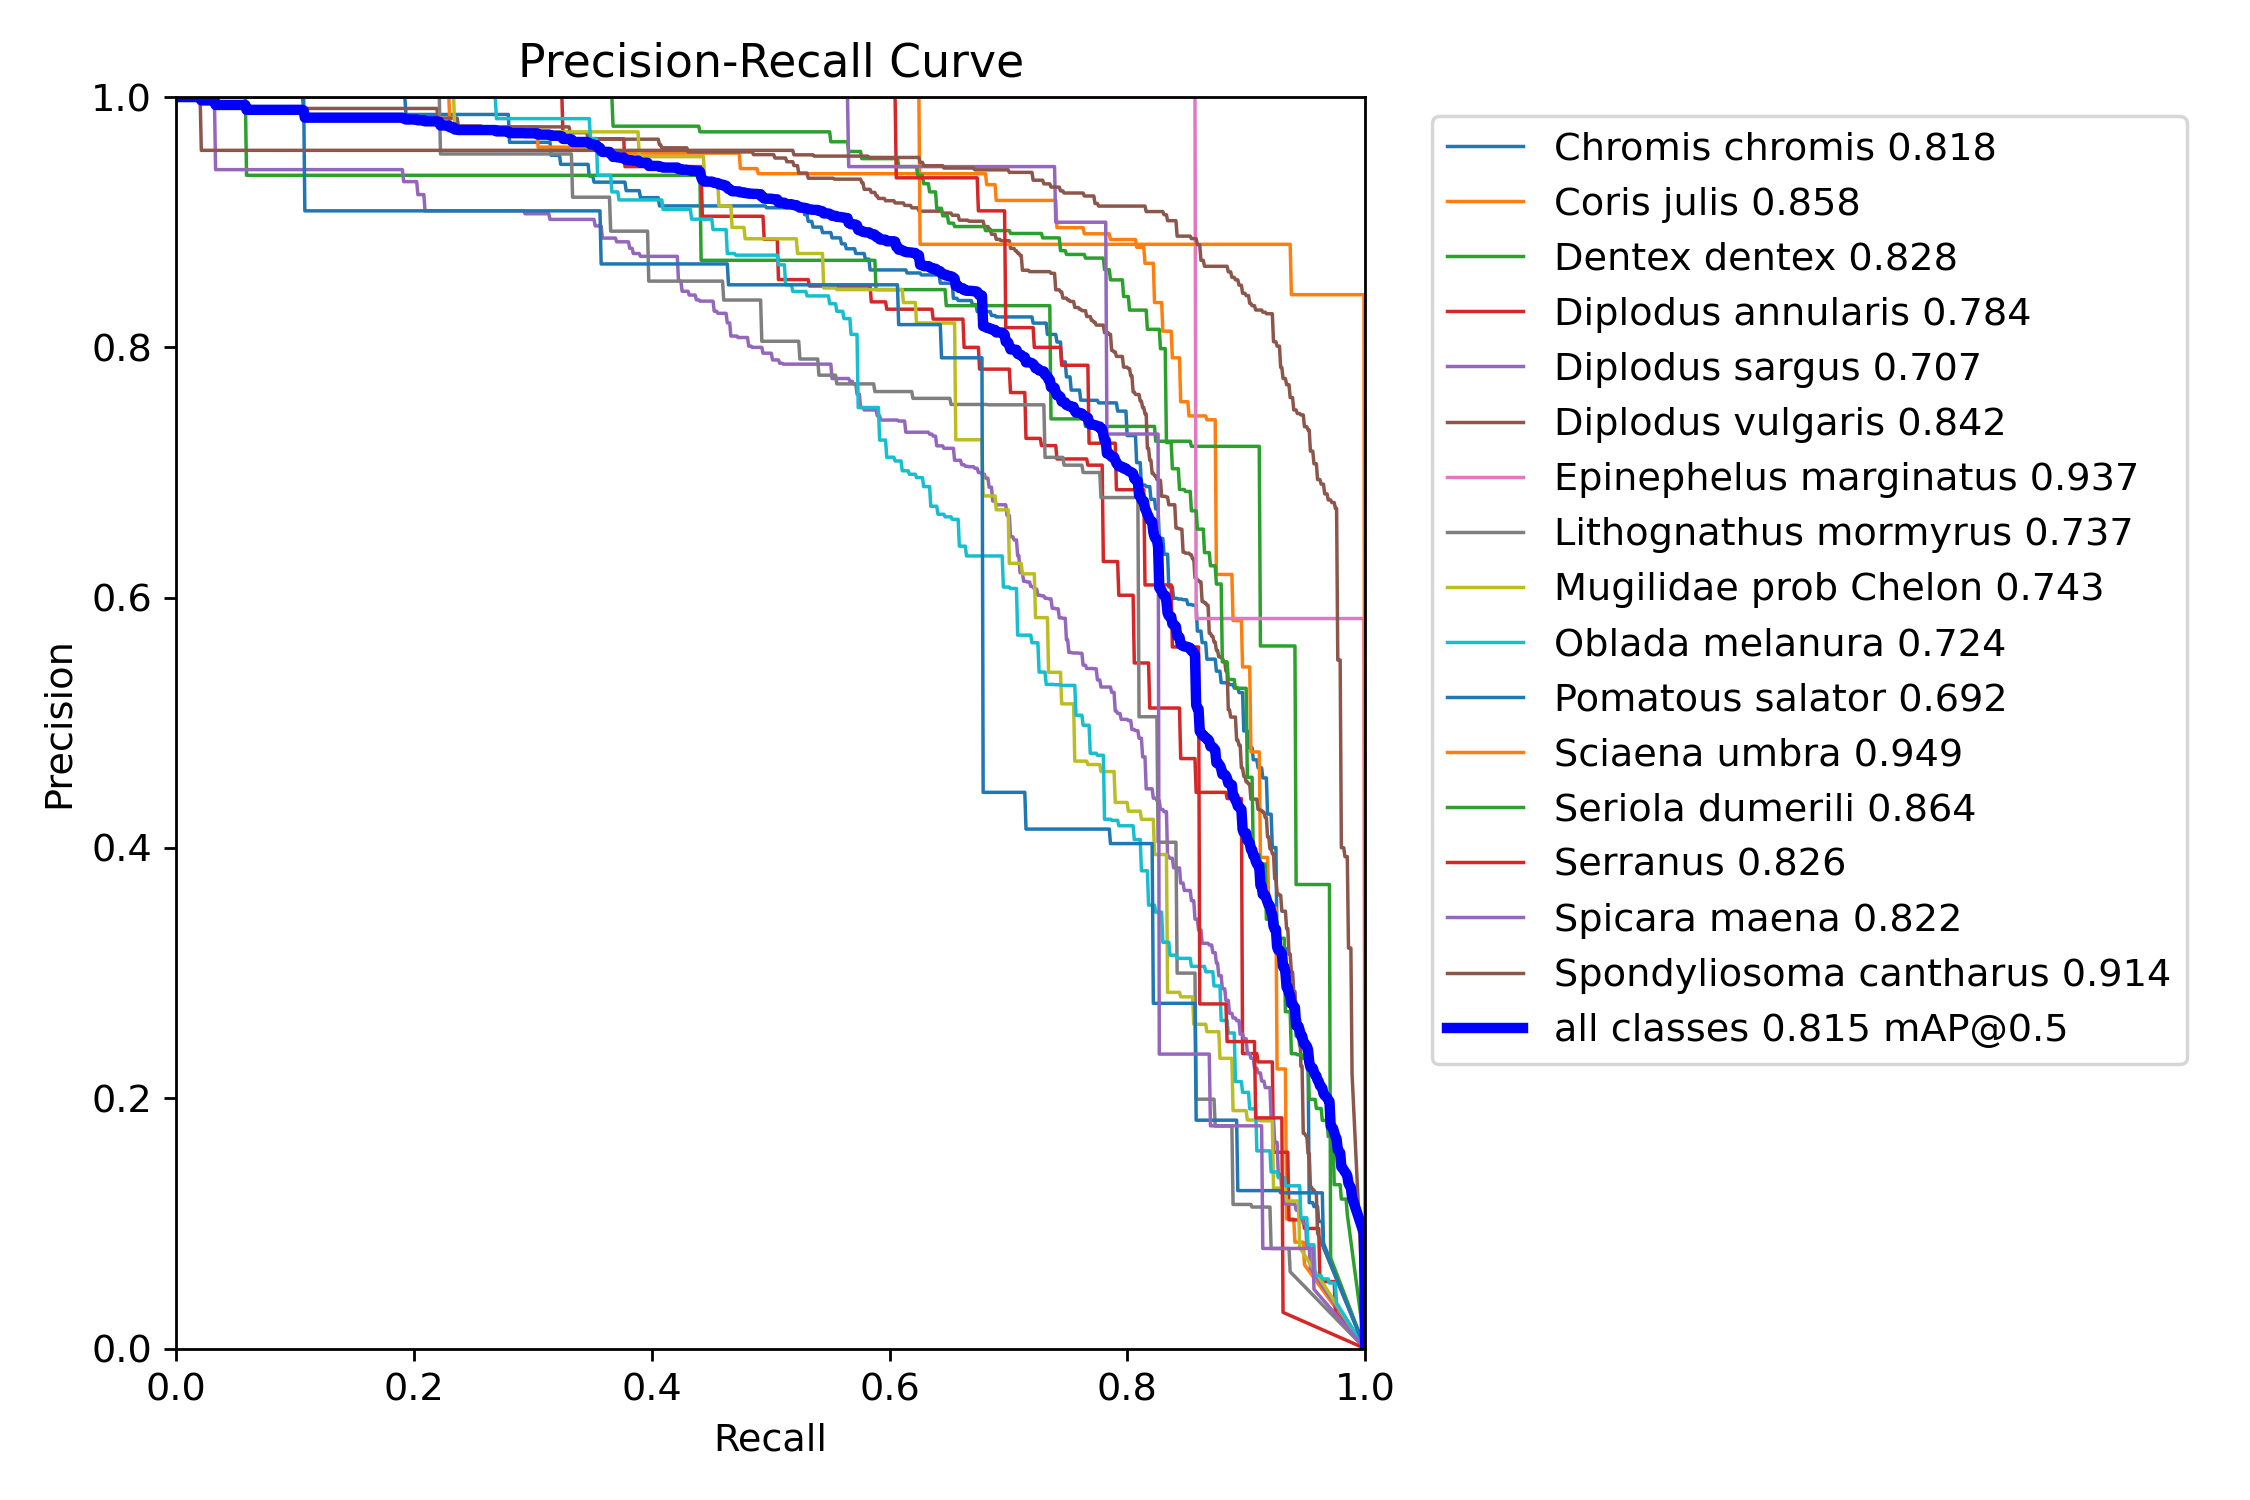 Precision-Recall Curve
1.0
0.8
0.6
0.4
0.2
0.0
Precision
0.0 0.2 0.4 0.6 0.8 1.0
Recall
Chromis chromis 0.818
Coris julis 0.858
Dentex dentex 0.828
Diplodus annularis 0.784
Diplodus sargus 0.707
Diplodus vulgaris 0.842
Epinephelus marginatus 0.937
Lithognathus mormyrus 0.737
Mugilidae prob Chelon 0.743
Oblada melanura 0.724
Pomatous salator 0.692
Sciaena umbra 0.949
Seriola dumerili 0.864
Serranus 0.826
Spicara maena 0.822
Spondyliosoma cantharus 0.914
all classes 0.815 mAP@0.5